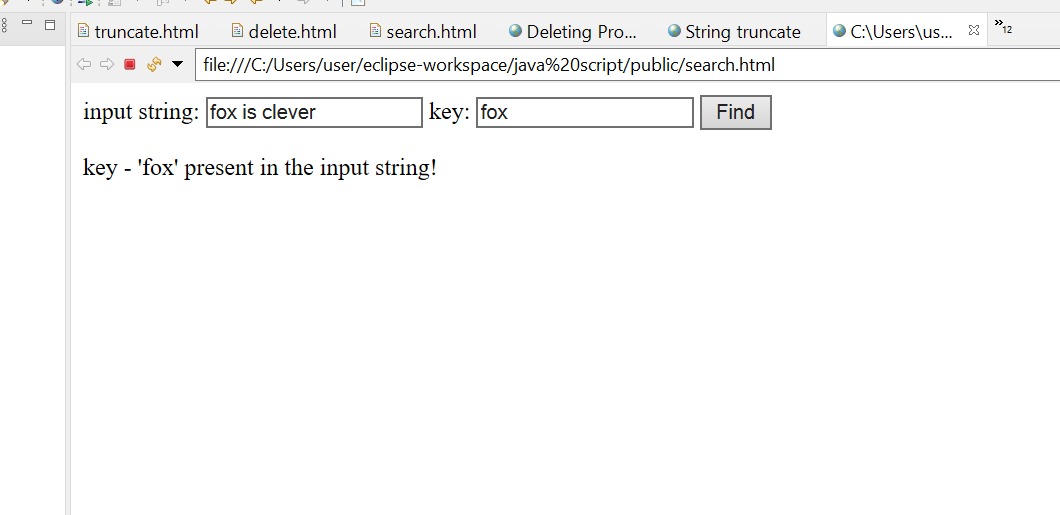 truncate.html delete.html search.html Deleting Pro... String truncate C:\Users\us... »12
file:///C:/Users/user/eclipse-workspace/java%20script/public/search.html
input string: fox is clever key: fox Find
key - 'fox' present in the input string!